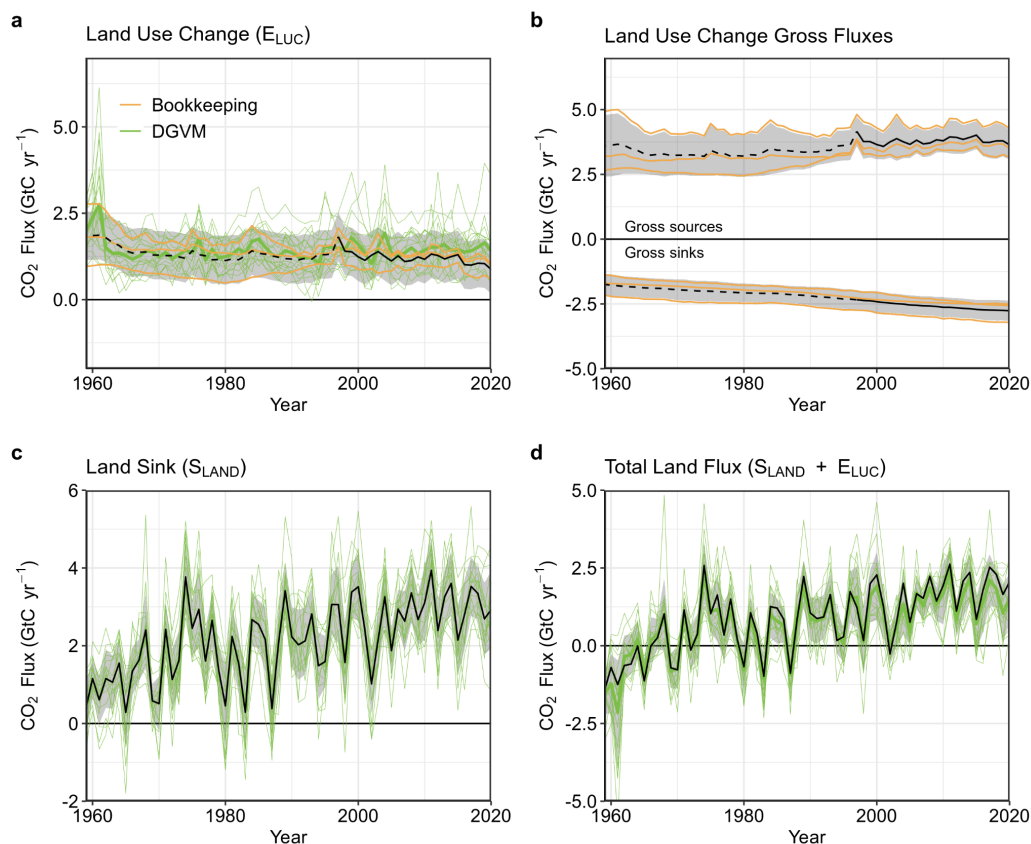 a
Land Use Change (E_LUC)
CO₂ Flux (GtC yr⁻¹)
5.0
2.5
0.0
Bookkeeping
DGVM
1960 1980 2000 2020
Year
b
Land Use Change Gross Fluxes
CO₂ Flux (GtC yr⁻¹)
5.0
2.5
0.0
-2.5
-5.0
Gross sources
Gross sinks
1960 1980 2000 2020
Year
c
Land Sink (S_LAND)
CO₂ Flux (GtC yr⁻¹)
6
4
2
0
-2
1960 1980 2000 2020
Year
d
Total Land Flux (S_LAND + E_LUC)
CO₂ Flux (GtC yr⁻¹)
5.0
2.5
0.0
-2.5
-5.0
1960 1980 2000 2020
Year